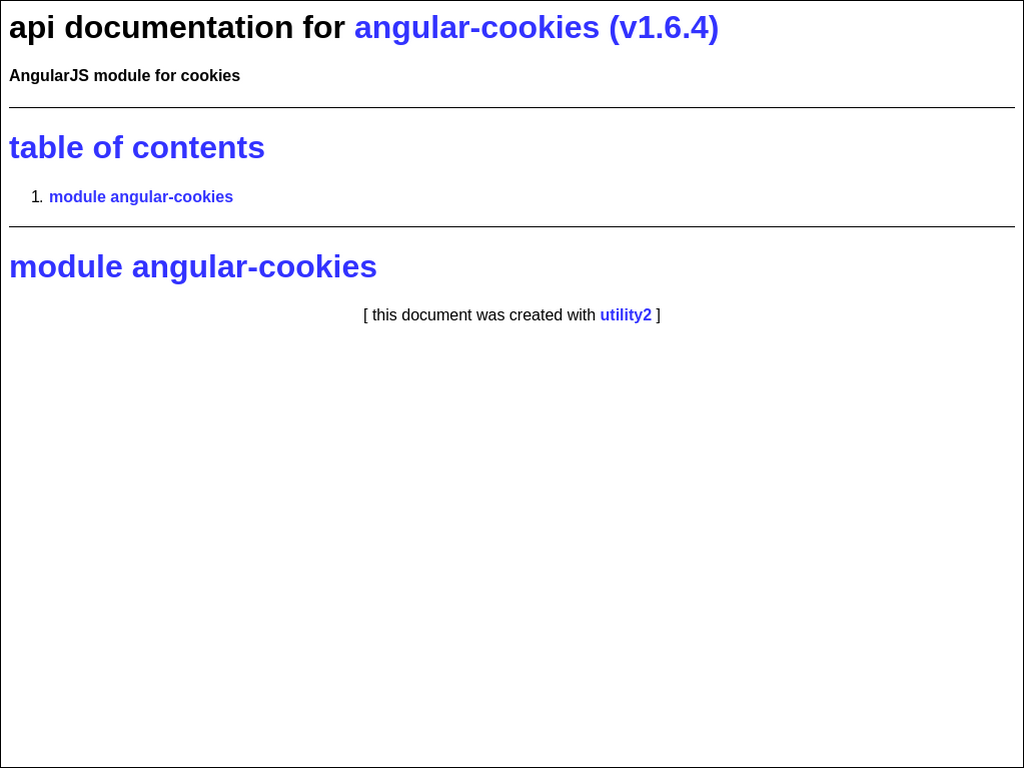 api documentation for angular-cookies (v1.6.4)
AngularJS module for cookies
table of contents
1. module angular-cookies
module angular-cookies
[ this document was created with utility2 ]